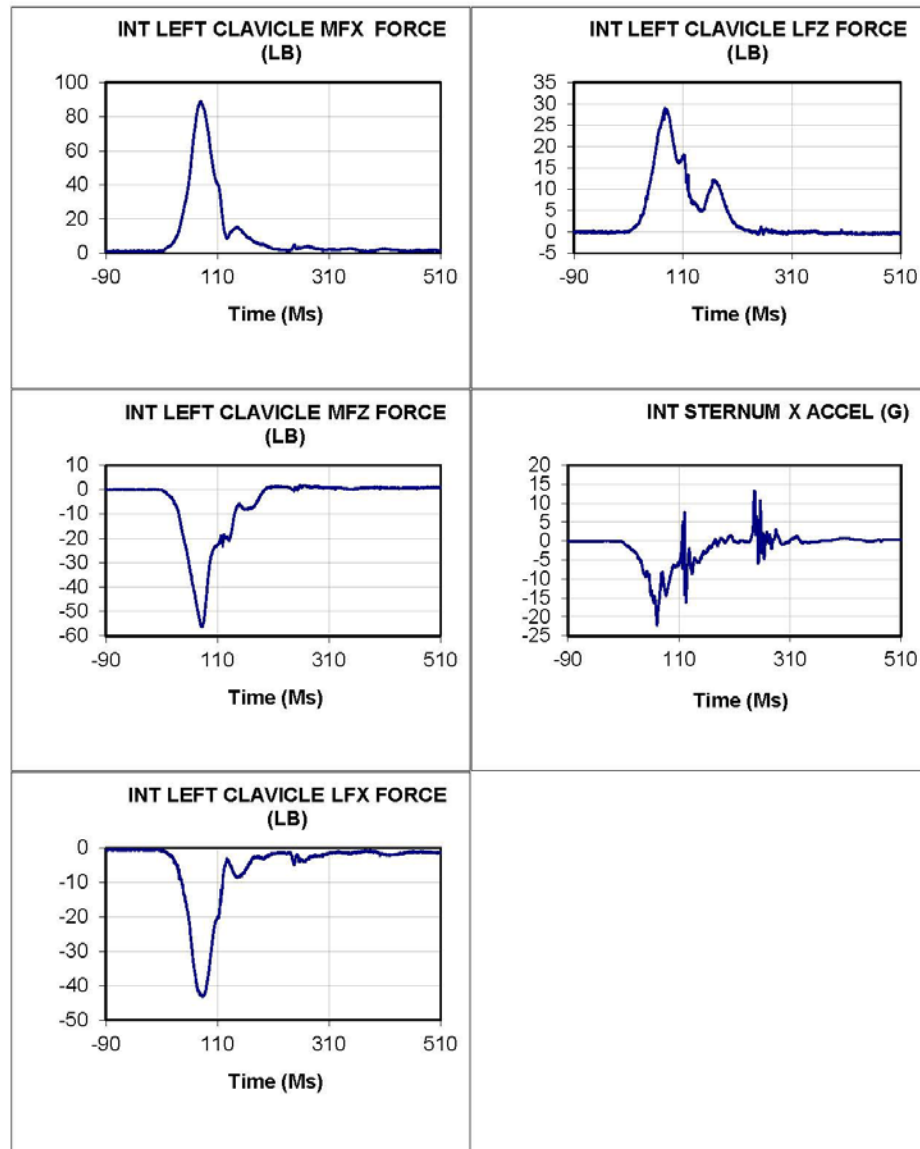 INT LEFT CLAVICLE MFX FORCE
(LB)
100
80
60
40
20
0
-90 110 310 510
Time (Ms)
INT LEFT CLAVICLE LFZ FORCE
(LB)
35
30
25
20
15
10
5
0
-5
-90 110 310 510
Time (Ms)
INT LEFT CLAVICLE MFZ FORCE
(LB)
10
0
-10
-20
-30
-40
-50
-60
-90 110 310 510
Time (Ms)
INT STERNUM X ACCEL (G)
20
15
10
5
0
-5
-10
-15
-20
-25
-90 110 310 510
Time (Ms)
INT LEFT CLAVICLE LFX FORCE
(LB)
0
-10
-20
-30
-40
-50
-90 110 310 510
Time (Ms)